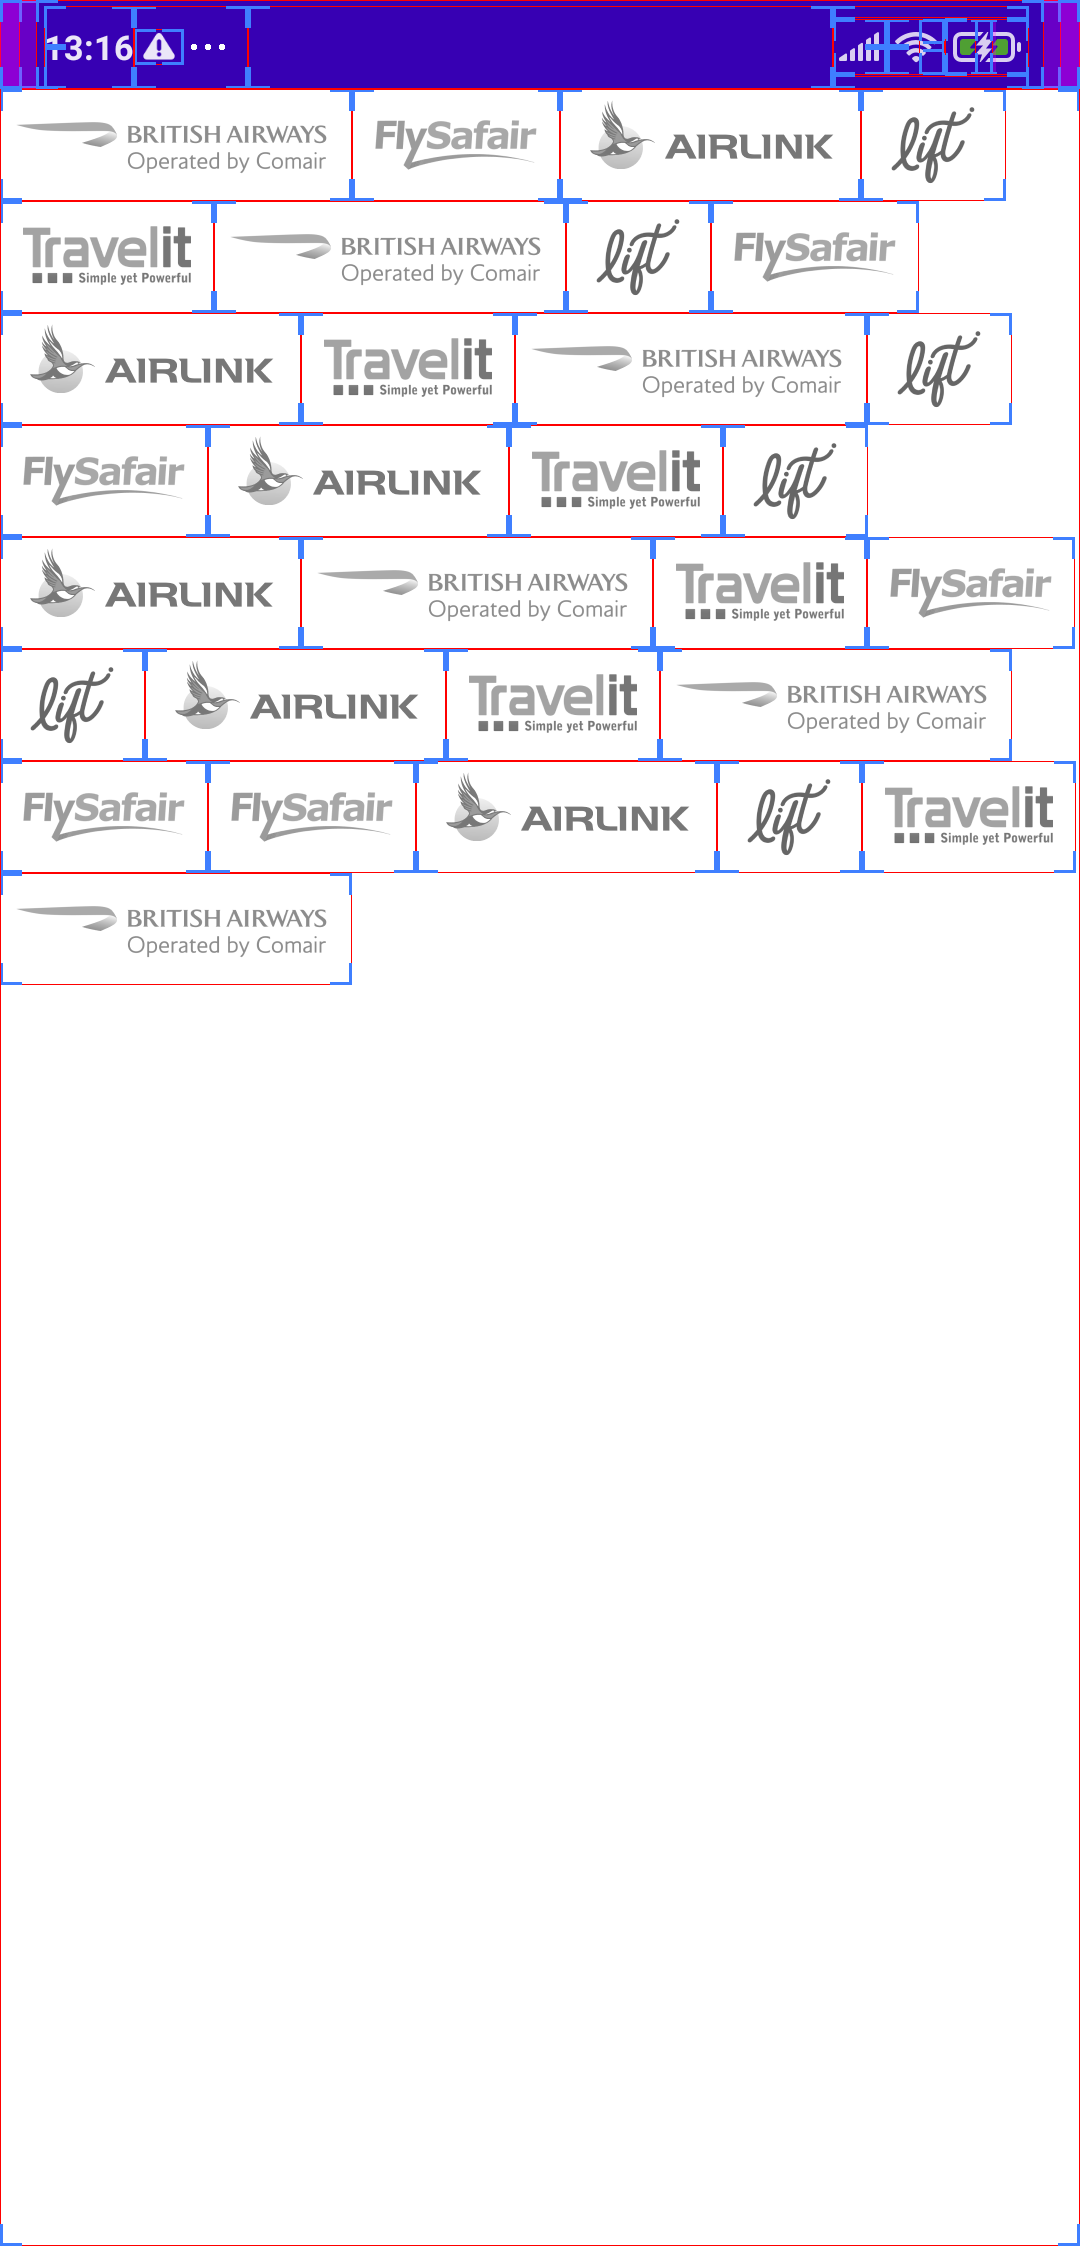 13:16
BRITISH AIRWAYS Operated by Comair FlySafair AIRLINK lift
Travelit Simple yet Powerful BRITISH AIRWAYS Operated by Comair lift FlySafair
AIRLINK Travelit Simple yet Powerful BRITISH AIRWAYS Operated by Comair lift
FlySafair AIRLINK Travelit Simple yet Powerful lift
AIRLINK BRITISH AIRWAYS Operated by Comair Travelit Simple yet Powerful FlySafair
lift AIRLINK Travelit Simple yet Powerful BRITISH AIRWAYS Operated by Comair
FlySafair FlySafair AIRLINK lift Travelit Simple yet Powerful
BRITISH AIRWAYS
Operated by Comair